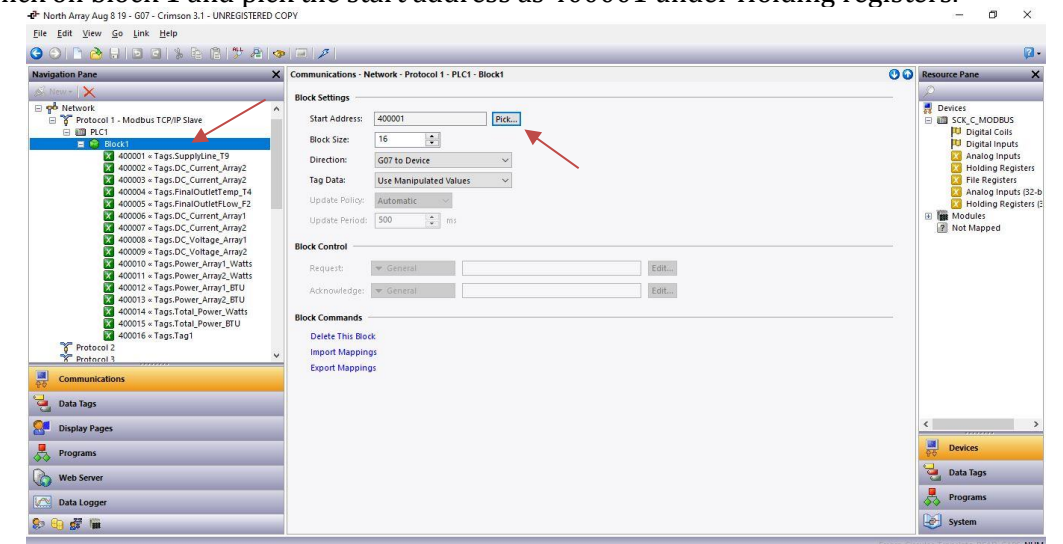 on block 1 and pick the start address as 400001 under Holding registers.
North Array Aug 8 19 - G07 - Crimson 3.1 - UNREGISTERED COPY
File Edit View Go Link Help
Navigation Pane
New
Network
Protocol 1 - Modbus TCP/IP Slave
PLC1
Block1
400001 « Tags.SupplyLine_T9
400002 « Tags.DC_Current_Array2
400003 « Tags.DC_Current_Array2
400004 « Tags.FinalOutletTemp_T4
400005 « Tags.FinalOutletFLow_F2
400006 « Tags.DC_Current_Array1
400007 « Tags.DC_Current_Array2
400008 « Tags.DC_Voltage_Array1
400009 « Tags.DC_Voltage_Array2
400010 « Tags.Power_Array1_Watts
400011 « Tags.Power_Array2_Watts
400012 « Tags.Power_Array1_BTU
400013 « Tags.Power_Array2_BTU
400014 « Tags.Total_Power_Watts
400015 « Tags.Total_Power_BTU
400016 « Tags.Tag1
Protocol 2
Protocol 3
Communications
Data Tags
Display Pages
Programs
Web Server
Data Logger
Communications - Network - Protocol 1 - PLC1 - Block1
Block Settings
Start Address: 400001 Pick...
Block Size: 16
Direction: G07 to Device
Tag Data: Use Manipulated Values
Update Policy: Automatic
Update Period: 500 ms
Block Control
Request: General Edit...
Acknowledge: General Edit...
Block Commands
Delete This Block
Import Mappings
Export Mappings
Resource Pane
Devices
SCK_C_MODBUS
Digital Coils
Digital Inputs
Analog Inputs
Holding Registers
File Registers
Analog Inputs (32-b
Holding Registers (3
Modules
Not Mapped
Devices
Data Tags
Programs
System